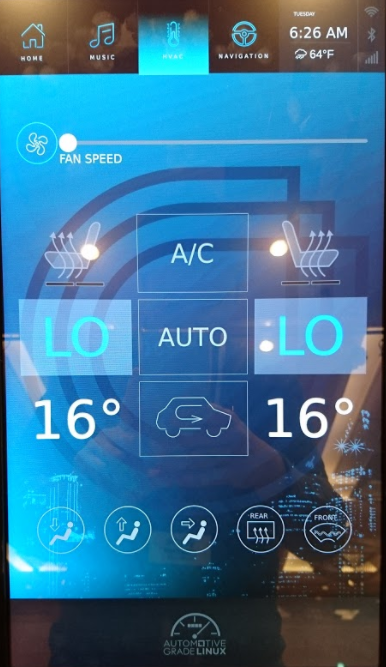 TUESDAY
6:26 AM
64°F
HOME
MUSIC
HVAC
NAVIGATION
FAN SPEED
A/C
LO
AUTO
LO
16°
16°
REAR
FRONT
AUTOMOTIVE
GRADE LINUX